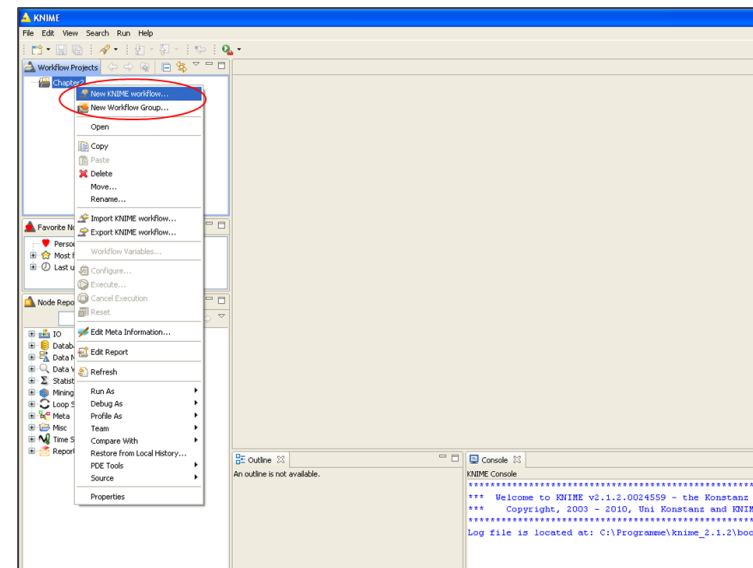 KNIME
File Edit View Search Run Help
Workflow Projects
Chapter2
New KNIME workflow...
New Workflow Group...
Open
Copy
Paste
Delete
Move...
Rename...
Import KNIME workflow...
Export KNIME workflow...
Workflow Variables...
Configure...
Execute...
Cancel Execution
Reset
Edit Meta Information...
Edit Report
Refresh
Run As
Debug As
Profile As
Team
Compare With
Restore from Local History...
PDE Tools
Source
Properties
Favorite No
Perso
Most f
Last u
Node Repo
IO
Datab
Data M
Data V
Statist
Mining
Loop S
Meta
Misc
Time S
Report
Outline
An outline is not available.
Console
KNIME Console
***********************************************
*** Welcome to KNIME v2.1.2.0024559 - the Konstanz
*** Copyright, 2003 - 2010, Uni Konstanz and KNIM
***********************************************
Log file is located at: C:\Programme\knime_2.1.2\boo